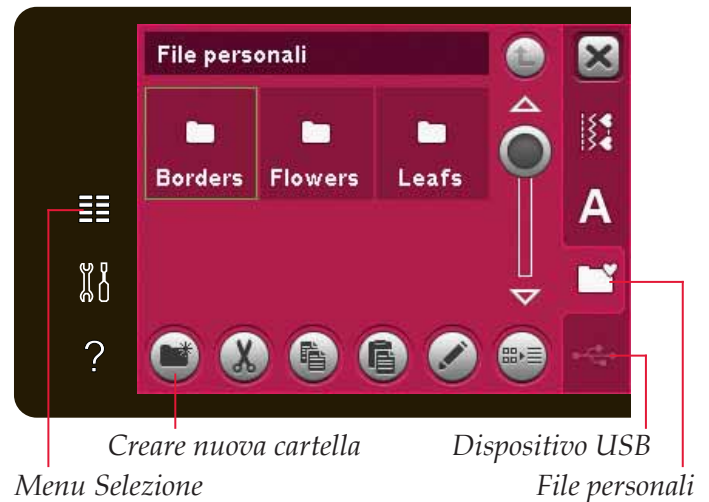 File personali
Borders Flowers Leafs
A
?
Creare nuova cartella Dispositivo USB
Menu Selezione File personali